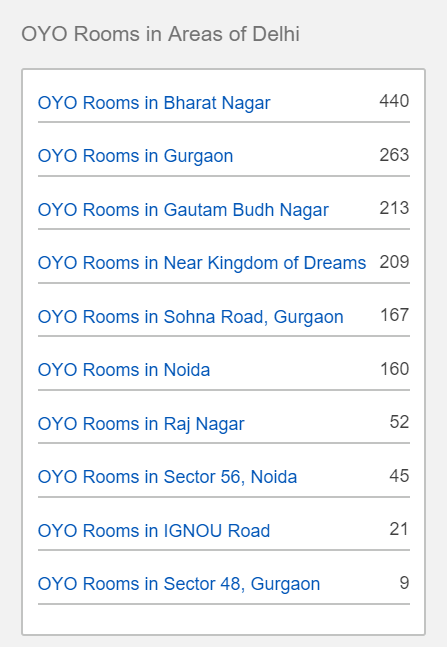 OYO Rooms in Areas of Delhi
OYO Rooms in Bharat Nagar 440
OYO Rooms in Gurgaon 263
OYO Rooms in Gautam Budh Nagar 213
OYO Rooms in Near Kingdom of Dreams 209
OYO Rooms in Sohna Road, Gurgaon 167
OYO Rooms in Noida 160
OYO Rooms in Raj Nagar 52
OYO Rooms in Sector 56, Noida 45
OYO Rooms in IGNOU Road 21
OYO Rooms in Sector 48, Gurgaon 9